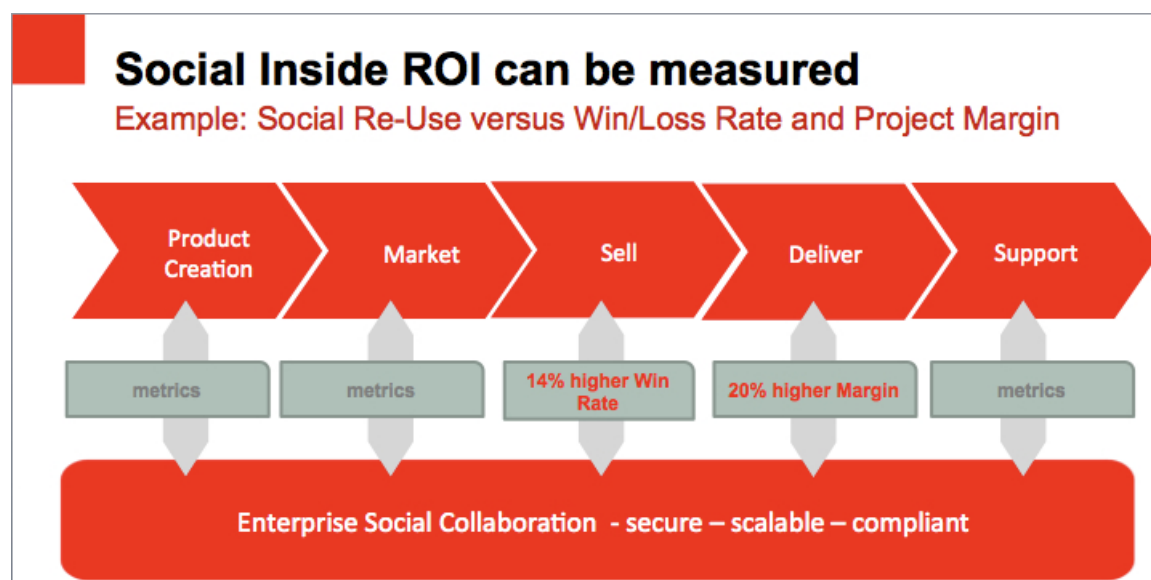 Social Inside ROI can be measured
Example: Social Re-Use versus Win/Loss Rate and Project Margin
Product
Creation
Market
Sell
Deliver
Support
metrics
metrics
14% higher Win
Rate
20% higher Margin
metrics
Enterprise Social Collaboration - secure – scalable – compliant